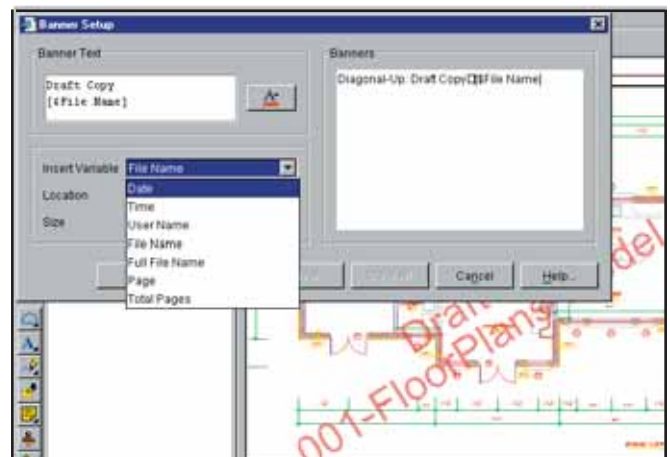 Banner Setup
Banner Text
Draft Copy
[$File Name]
A
Insert Variable File Name
Location
Size
Date
Time
User Name
File Name
Full File Name
Page
Total Pages
Banners
Diagonal-Up: Draft Copy[$File Name]
Cancel
Help...
Draft
001-FloorPlans
A